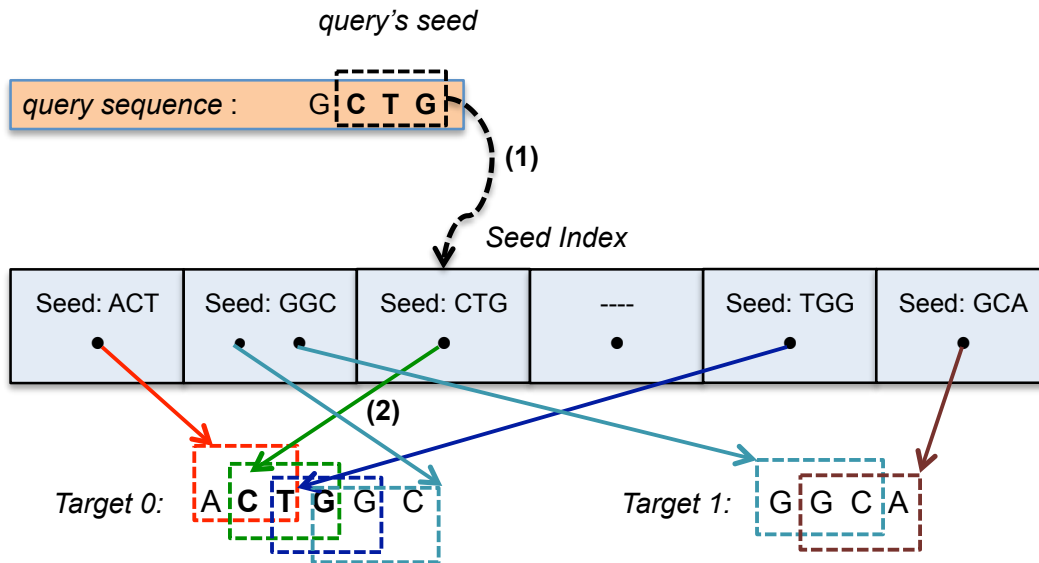 query's seed
query sequence : G C T G
(1)
Seed Index
Seed: ACT Seed: GGC Seed: CTG ---- Seed: TGG Seed: GCA
(2)
Target 0: A C T G G C Target 1: G G C A